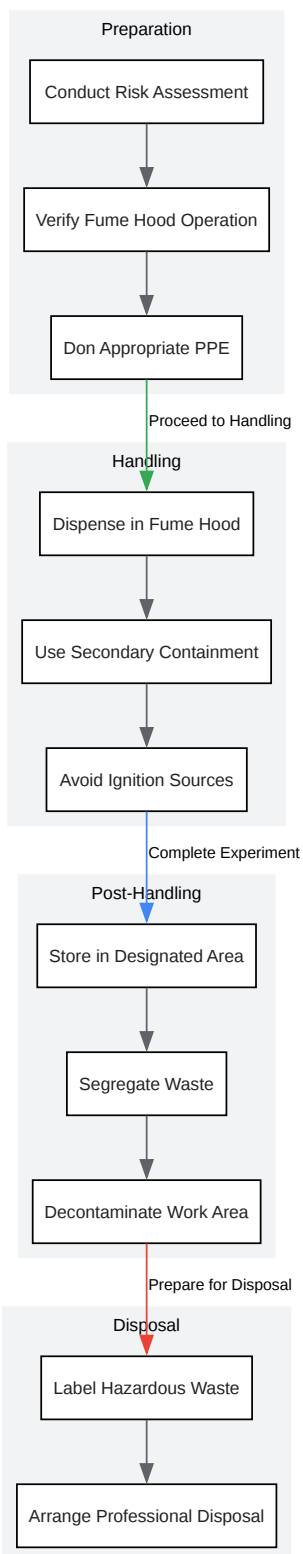 Preparation
Conduct Risk Assessment
Verify Fume Hood Operation
Don Appropriate PPE
Proceed to Handling
Handling
Dispense in Fume Hood
Use Secondary Containment
Avoid Ignition Sources
Complete Experiment
Post-Handling
Store in Designated Area
Segregate Waste
Decontaminate Work Area
Prepare for Disposal
Disposal
Label Hazardous Waste
Arrange Professional Disposal